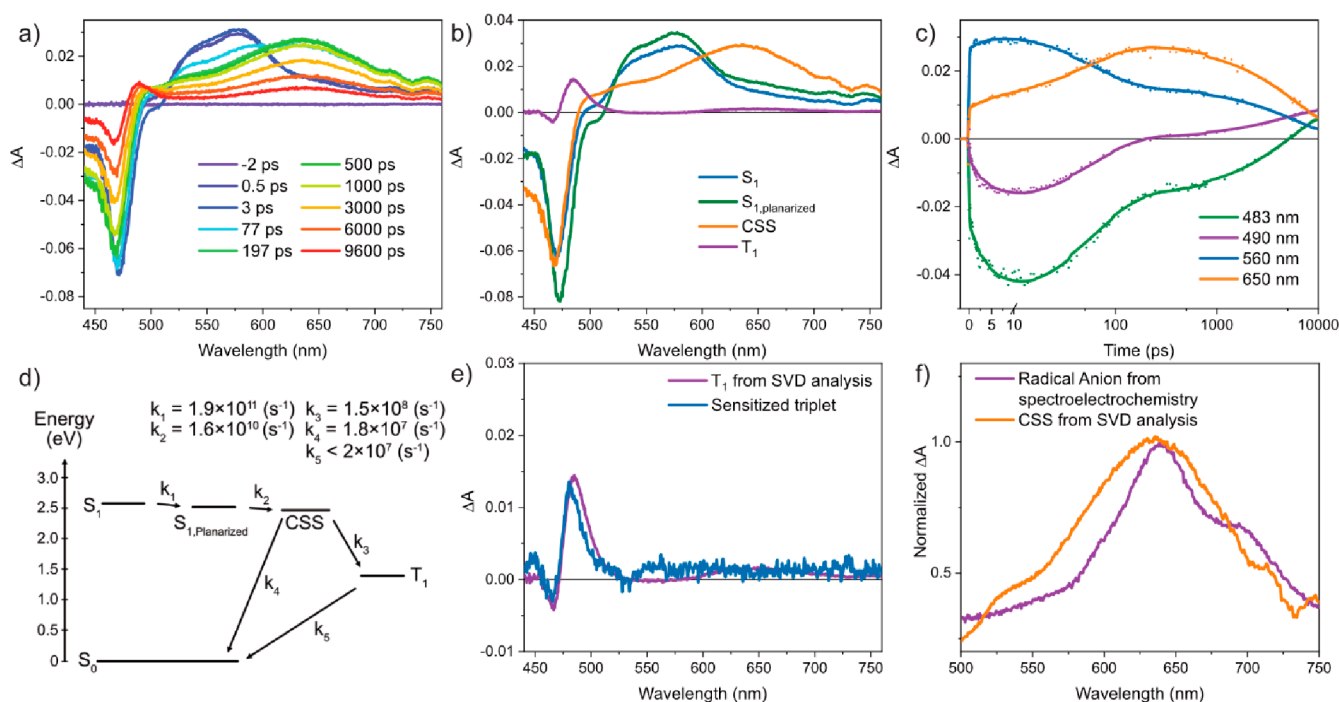 a)
ΔA
0.02
0.00
-0.02
-0.04
-0.06
-0.08
-2 ps
0.5 ps
3 ps
77 ps
197 ps
500 ps
1000 ps
3000 ps
6000 ps
9600 ps
450 500 550 600 650 700 750
Wavelength (nm)
b)
ΔA
0.04
0.02
0.00
-0.02
-0.04
-0.06
-0.08
S₁
S₁,planarized
CSS
T₁
450 500 550 600 650 700 750
Wavelength (nm)
c)
ΔA
0.02
0.00
-0.02
-0.04
483 nm
490 nm
560 nm
650 nm
0 5 10 100 1000 10000
Time (ps)
d)
Energy
(eV)
k₁ = 1.9×10¹¹ (s⁻¹) k₃ = 1.5×10⁸ (s⁻¹)
k₂ = 1.6×10¹⁰ (s⁻¹) k₄ = 1.8×10⁷ (s⁻¹)
k₅ < 2×10⁷ (s⁻¹)
3.0
2.5
2.0
1.5
1.0
0.5
0
S₁
k₁
S₁,Planarized
k₂
CSS
k₃
T₁
k₄
k₅
S₀
e)
ΔA
0.03
0.02
0.01
0.00
-0.01
T₁ from SVD analysis
Sensitized triplet
450 500 550 600 650 700 750
Wavelength (nm)
f)
Normalized ΔA
1.0
0.5
Radical Anion from
spectroelectrochemistry
CSS from SVD analysis
500 550 600 650 700 750
Wavelength (nm)